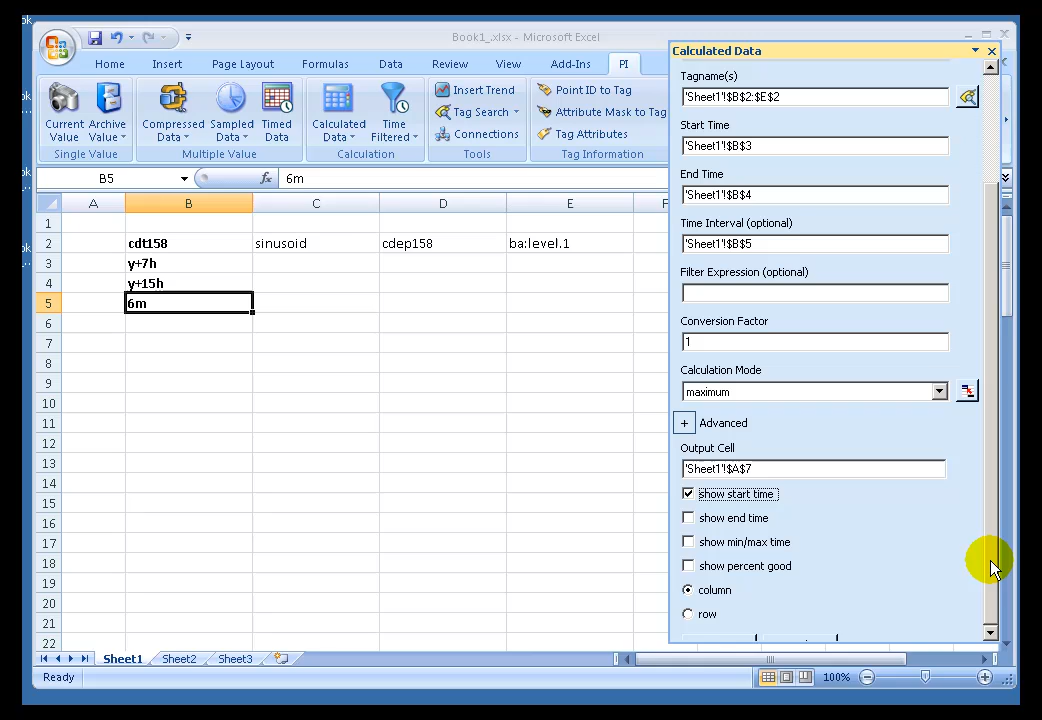 Book1_.xlsx - Microsoft Excel
Home Insert Page Layout Formulas Data Review View Add-Ins PI
Current Value Archive Value
Single Value
Compressed Data Sampled Data Timed Data
Multiple Value
Calculated Data Time Filtered
Calculation
Insert Trend
Tag Search
Connections
Tools
Point ID to Tag
Attribute Mask to Tag
Tag Attributes
Tag Information
B5 fx 6m
A B C D E F
1
2 cdt158 sinusoid cdep158 ba:level.1
3 y+7h
4 y+15h
5 6m
6
7
8
9
10
11
12
13
14
15
16
17
18
19
20
21
22
Sheet1 Sheet2 Sheet3
Ready 100%
Calculated Data
Tagname(s)
'Sheet1'!$B$2:$E$2
Start Time
'Sheet1'!$B$3
End Time
'Sheet1'!$B$4
Time Interval (optional)
'Sheet1'!$B$5
Filter Expression (optional)
Conversion Factor
1
Calculation Mode
maximum
+ Advanced
Output Cell
'Sheet1'!$A$7
show start time
show end time
show min/max time
show percent good
column
row